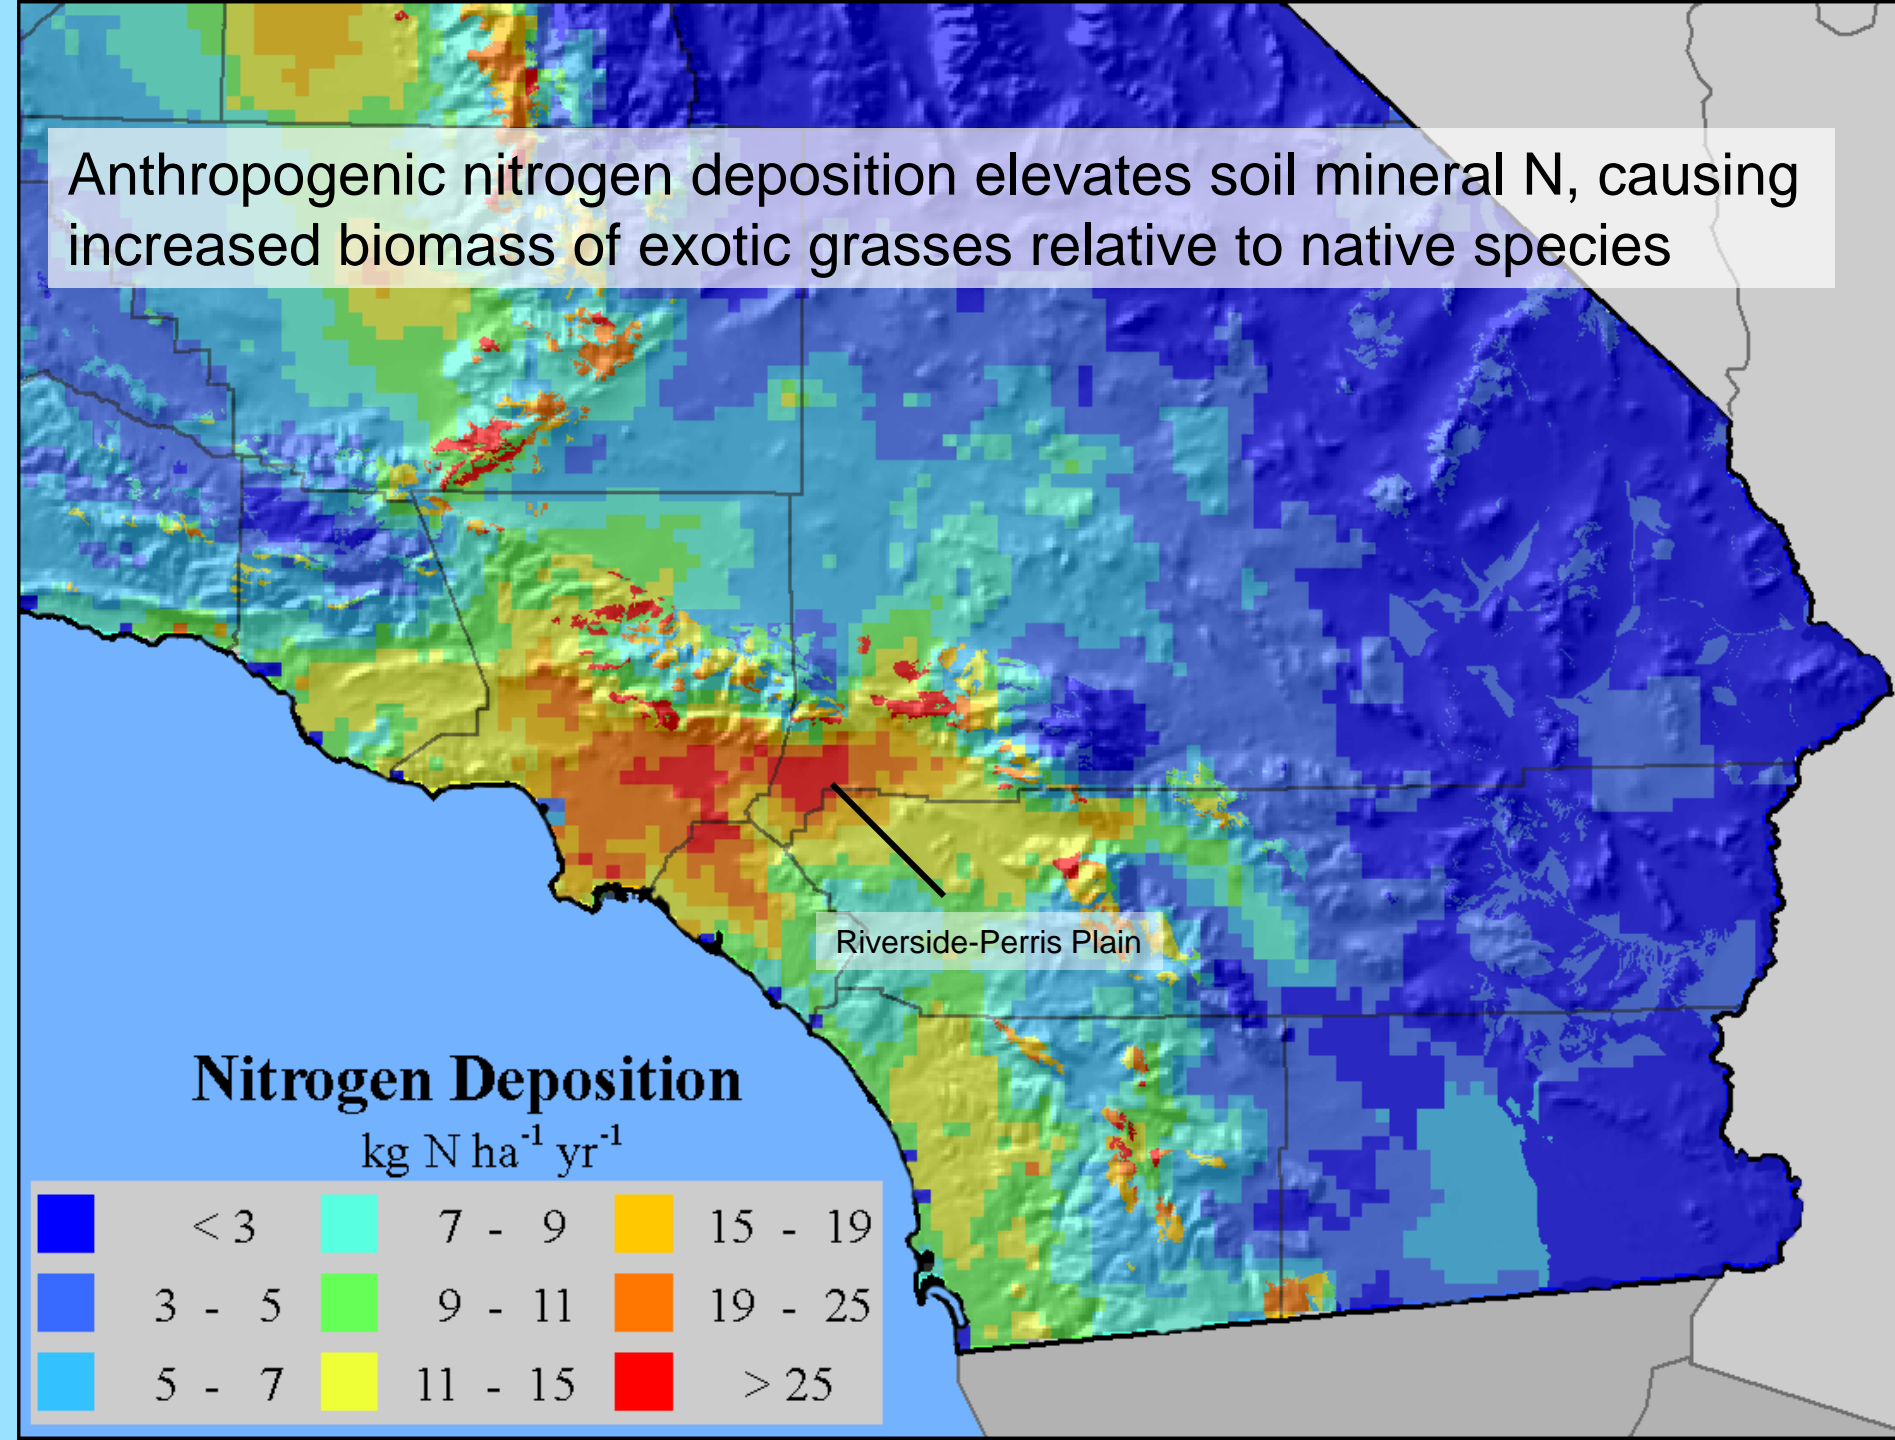 Anthropogenic nitrogen deposition elevates soil mineral N, causing
increased biomass of exotic grasses relative to native species
Riverside-Perris Plain
Nitrogen Deposition
kg N ha⁻¹ yr⁻¹
< 3 7 - 9 15 - 19
3 - 5 9 - 11 19 - 25
5 - 7 11 - 15 > 25